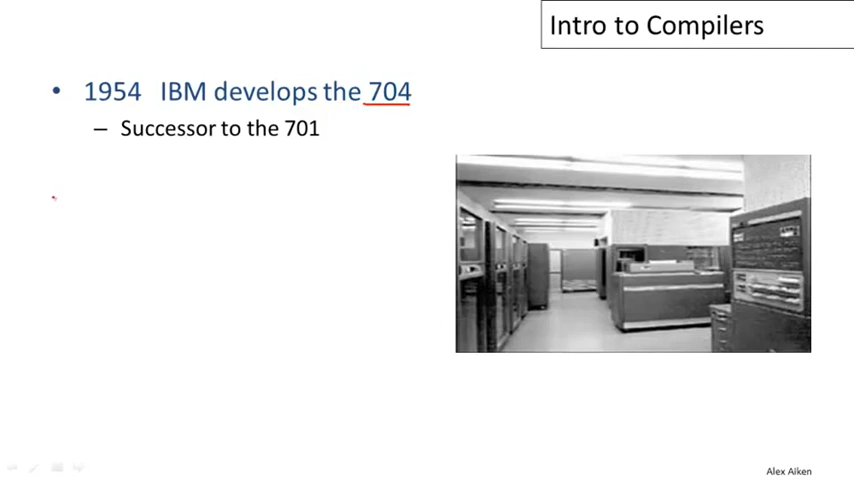 Intro to Compilers
• 1954 IBM develops the 704
– Successor to the 701
Alex Aiken